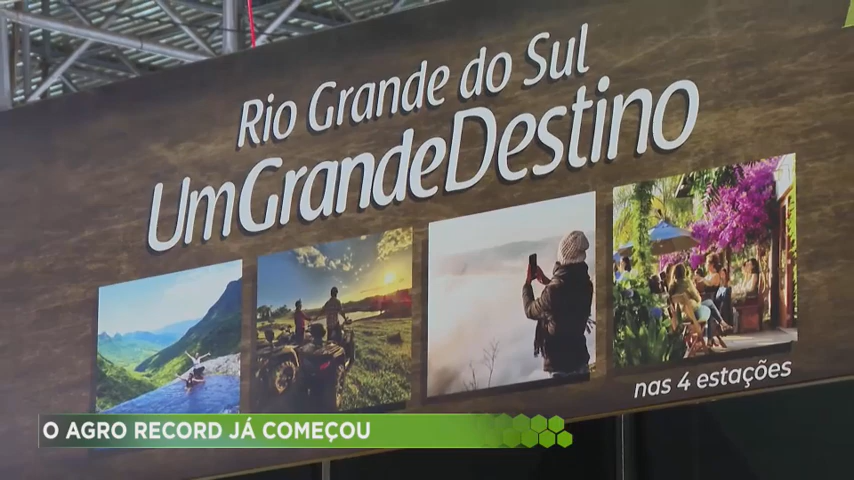 Rio Grande do Sul
UmGrandeDestino
nas 4 estações
O AGRO RECORD JÁ COMEÇOU